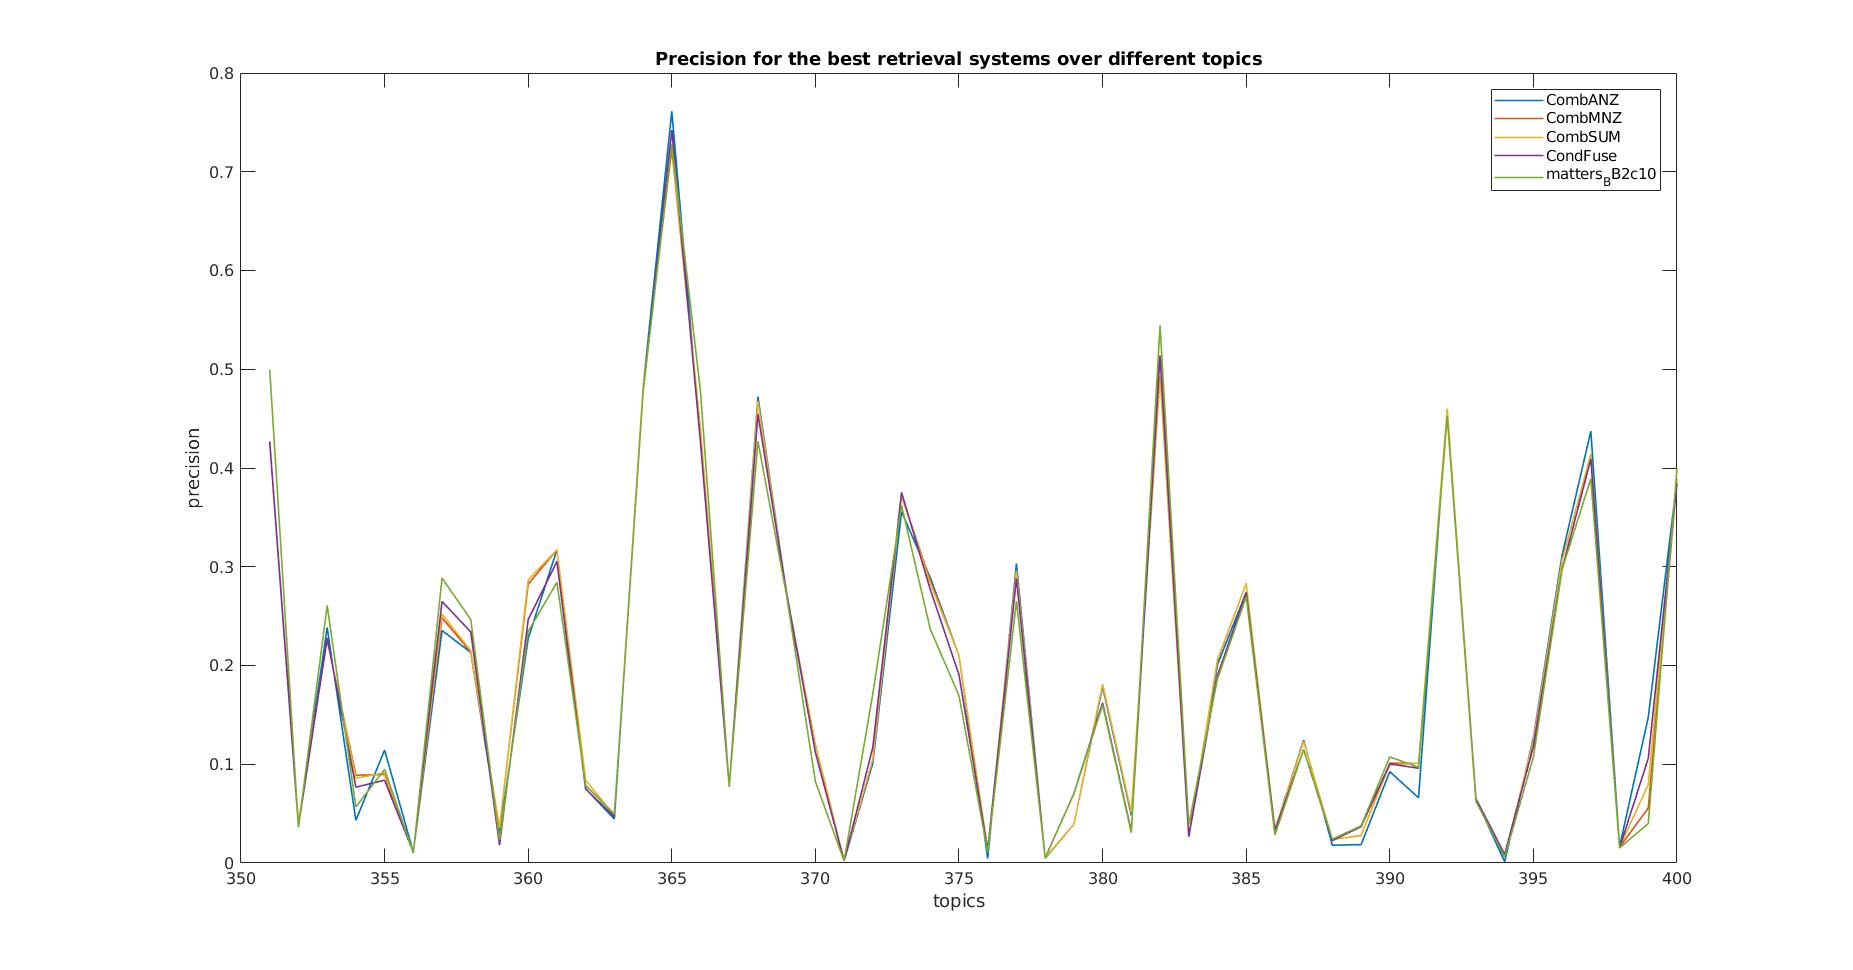 Precision for the best retrieval systems over different topics
0.8
0.7
0.6
0.5
0.4
0.3
0.2
0.1
0
precision
CombANZ
CombMNZ
CombSUM
CondFuse
matters_BB2c10
350 355 360 365 370 375 380 385 390 395 400
topics